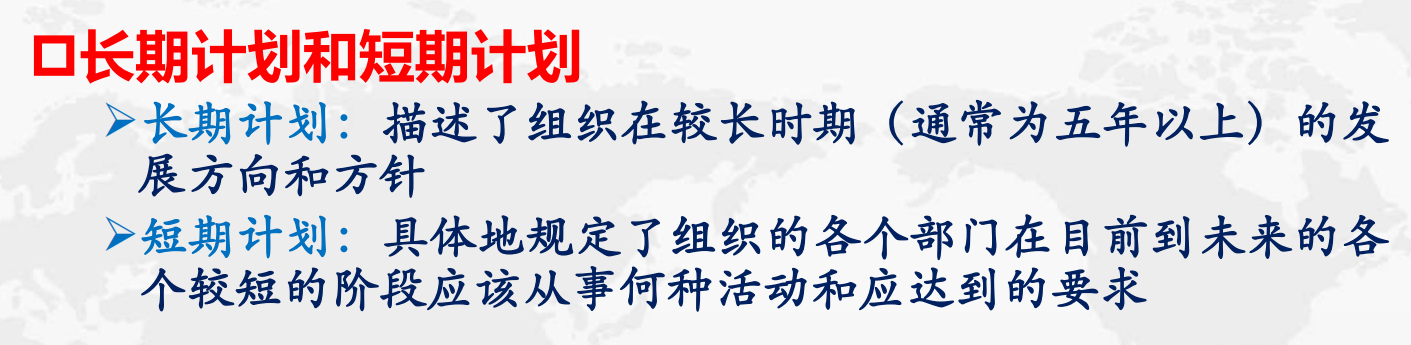 长期计划和短期计划
长期计划：描述了组织在较长时期（通常为五年以上）的发
展方向和方针
短期计划：具体地规定了组织的各个部门在目前到未来的各
个较短的阶段应该从事何种活动和应达到的要求